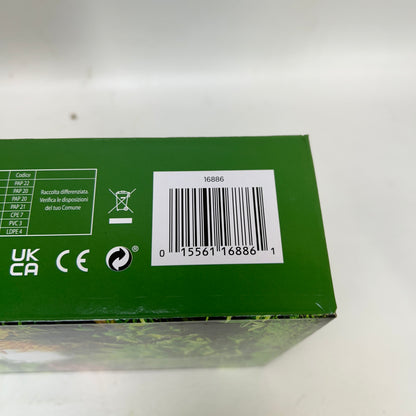 16886
Codice
PAP 22
PAP 20
PAP 20
PAP 21
CPE 7
PVC 3
LDPE 4
Raccolta differenziata.
Verifica le disposizioni
del tuo Comune
0 15561 16886 1
UK
CA
CE
®